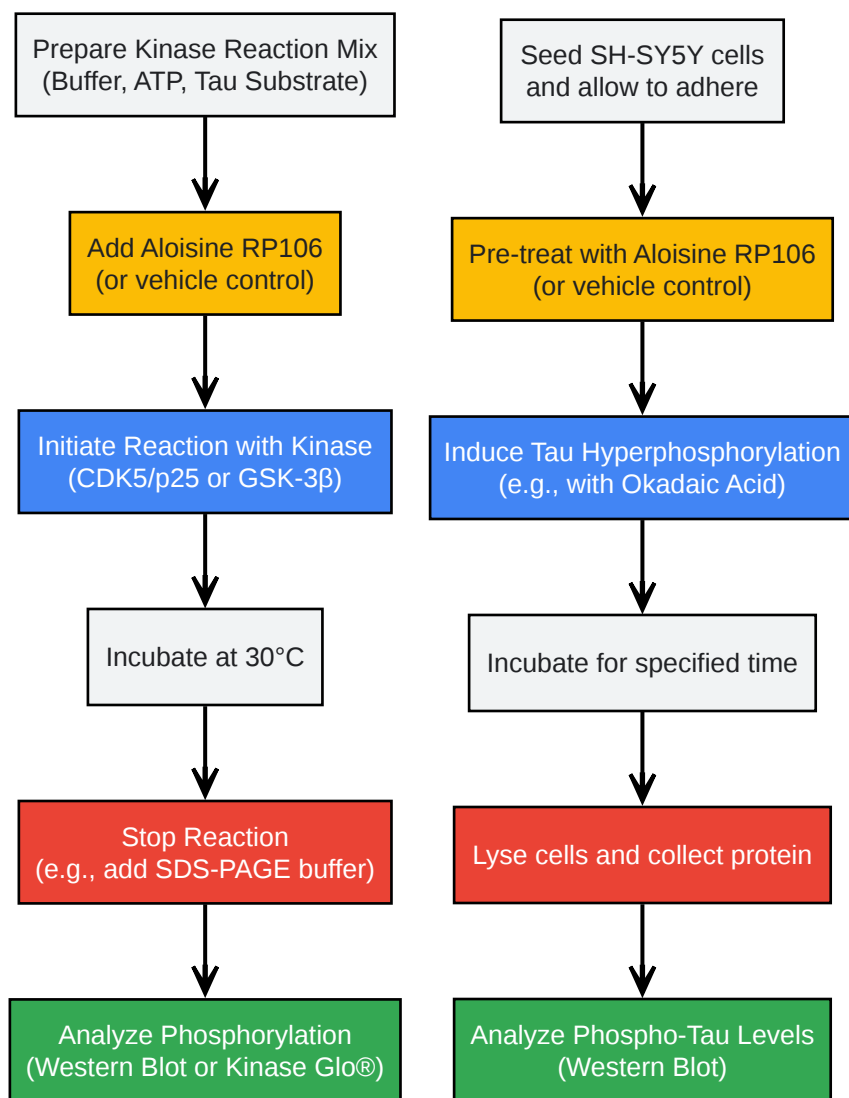 Prepare Kinase Reaction Mix
(Buffer, ATP, Tau Substrate)
Add Aloisine RP106
(or vehicle control)
Initiate Reaction with Kinase
(CDK5/p25 or GSK-3β)
Incubate at 30°C
Stop Reaction
(e.g., add SDS-PAGE buffer)
Analyze Phosphorylation
(Western Blot or Kinase Glo®)
Seed SH-SY5Y cells
and allow to adhere
Pre-treat with Aloisine RP106
(or vehicle control)
Induce Tau Hyperphosphorylation
(e.g., with Okadaic Acid)
Incubate for specified time
Lyse cells and collect protein
Analyze Phospho-Tau Levels
(Western Blot)